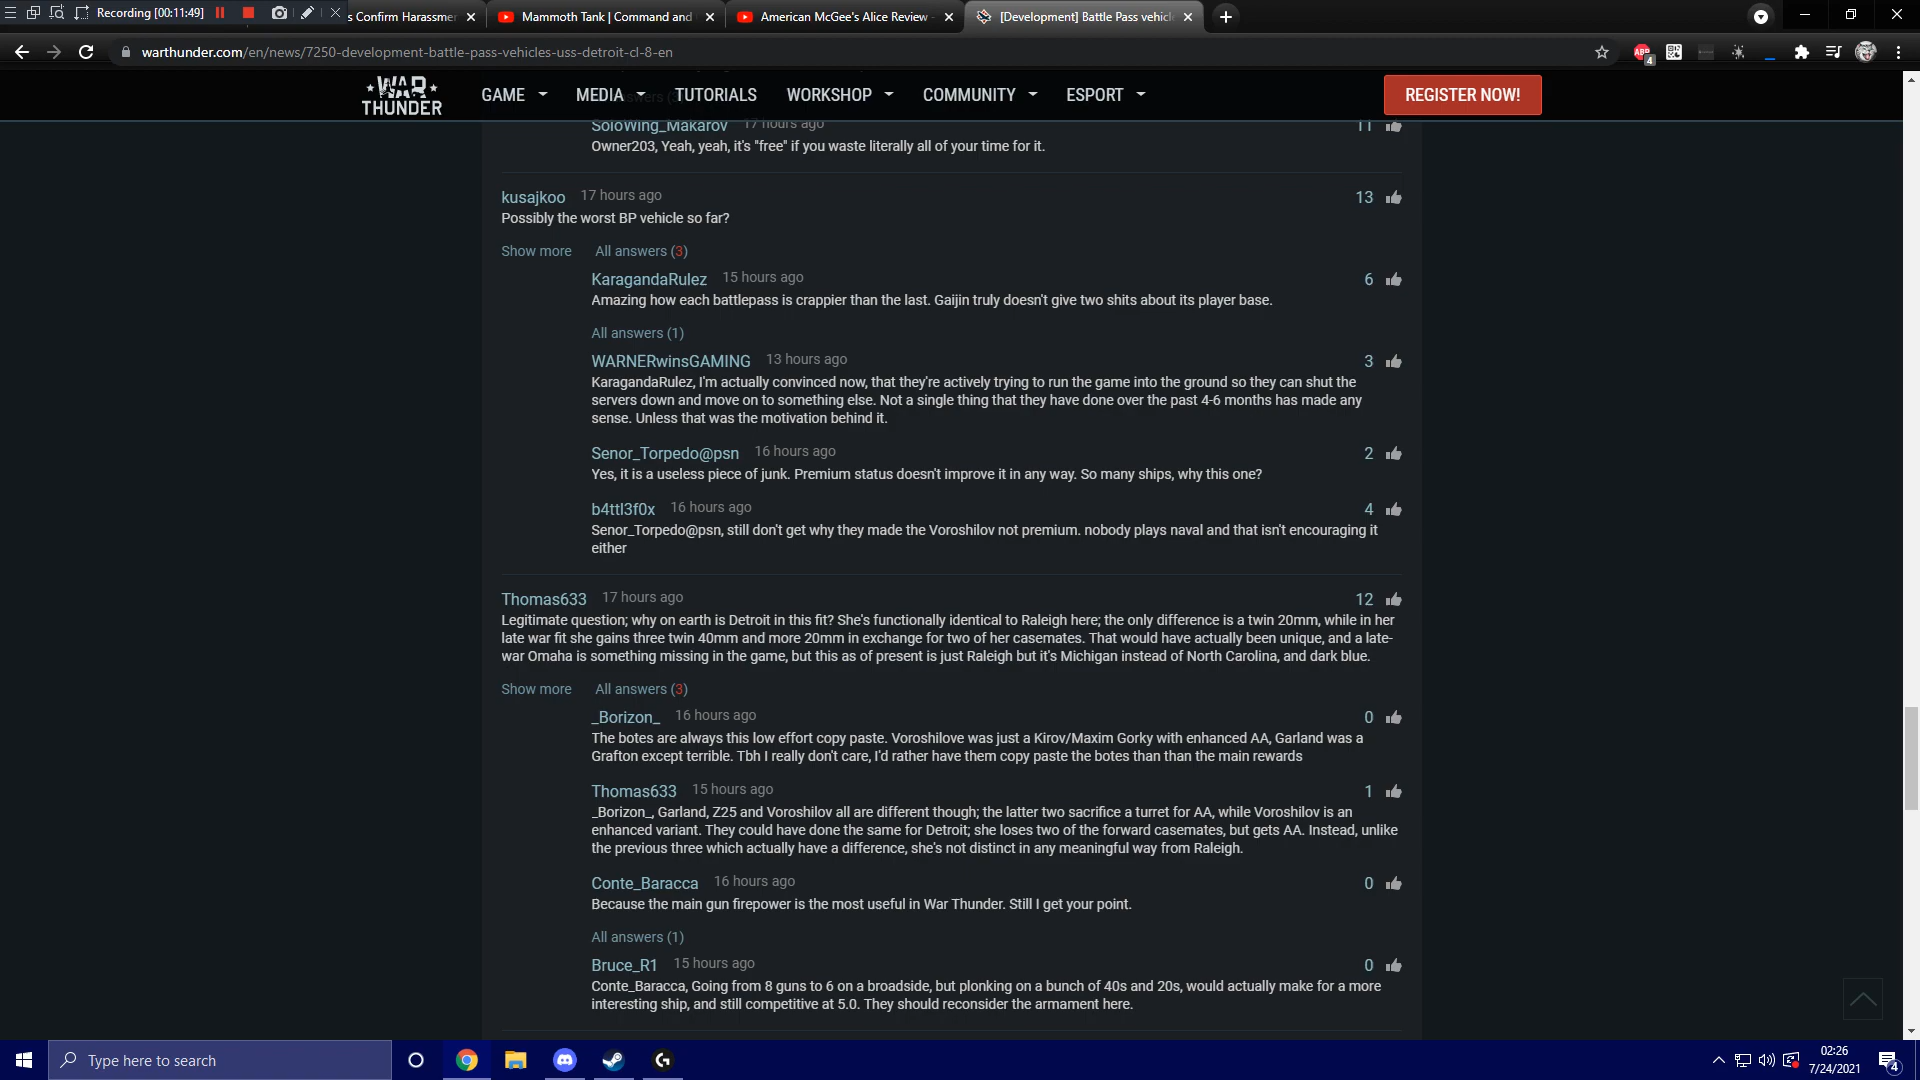 Recording [00:11:49]
s Confirm Harassmer
Mammoth Tank | Command and
American McGee's Alice Review -
[Development] Battle Pass vehicle
warthunder.com/en/news/7250-development-battle-pass-vehicles-uss-detroit-cl-8-en
ABP
4
WAR THUNDER
GAME
MEDIA
TUTORIALS
WORKSHOP
COMMUNITY
ESPORT
REGISTER NOW!
SoloWing_Makarov 17 hours ago 11
Owner203, Yeah, yeah, it's "free" if you waste literally all of your time for it.
kusajkoo 17 hours ago 13
Possibly the worst BP vehicle so far?
Show more All answers (3)
KaragandaRulez 15 hours ago 6
Amazing how each battlepass is crappier than the last. Gaijin truly doesn't give two shits about its player base.
All answers (1)
WARNERwinsGAMING 13 hours ago 3
KaragandaRulez, I'm actually convinced now, that they're actively trying to run the game into the ground so they can shut the
servers down and move on to something else. Not a single thing that they have done over the past 4-6 months has made any
sense. Unless that was the motivation behind it.
Senor_Torpedo@psn 16 hours ago 2
Yes, it is a useless piece of junk. Premium status doesn't improve it in any way. So many ships, why this one?
b4ttl3f0x 16 hours ago 4
Senor_Torpedo@psn, still don't get why they made the Voroshilov not premium. nobody plays naval and that isn't encouraging it
either
Thomas633 17 hours ago 12
Legitimate question; why on earth is Detroit in this fit? She's functionally identical to Raleigh here; the only difference is a twin 20mm, while in her
late war fit she gains three twin 40mm and more 20mm in exchange for two of her casemates. That would have actually been unique, and a late-
war Omaha is something missing in the game, but this as of present is just Raleigh but it's Michigan instead of North Carolina, and dark blue.
Show more All answers (3)
_Borizon_ 16 hours ago 0
The botes are always this low effort copy paste. Voroshilove was just a Kirov/Maxim Gorky with enhanced AA, Garland was a
Grafton except terrible. Tbh I really don't care, I'd rather have them copy paste the botes than than the main rewards
Thomas633 15 hours ago 1
_Borizon_, Garland, Z25 and Voroshilov all are different though; the latter two sacrifice a turret for AA, while Voroshilov is an
enhanced variant. They could have done the same for Detroit; she loses two of the forward casemates, but gets AA. Instead, unlike
the previous three which actually have a difference, she's not distinct in any meaningful way from Raleigh.
Conte_Baracca 16 hours ago 0
Because the main gun firepower is the most useful in War Thunder. Still I get your point.
All answers (1)
Bruce_R1 15 hours ago 0
Conte_Baracca, Going from 8 guns to 6 on a broadside, but plonking on a bunch of 40s and 20s, would actually make for a more
interesting ship, and still competitive at 5.0. They should reconsider the armament here.
Type here to search
02:26
7/24/2021
4